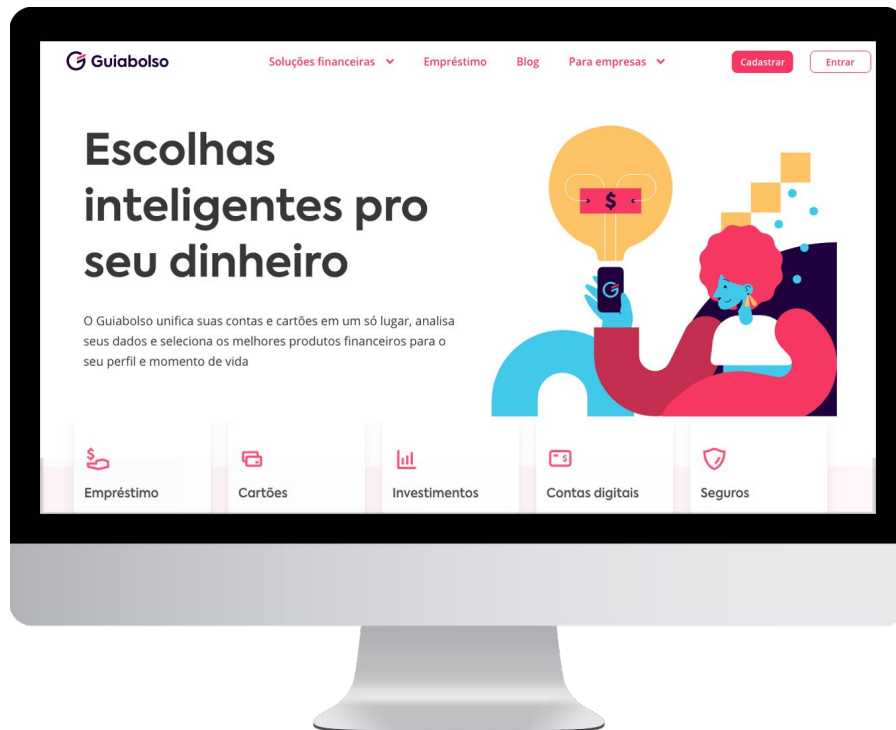 Guiabolso
Soluções financeiras
Empréstimo
Blog
Para empresas
Cadastrar
Entrar
Escolhas
inteligentes pro
seu dinheiro
O Guiabolso unifica suas contas e cartões em um só lugar, analisa
seus dados e seleciona os melhores produtos financeiros para o
seu perfil e momento de vida
$
G
$
Empréstimo
Cartões
Investimentos
$
Contas digitais
Seguros